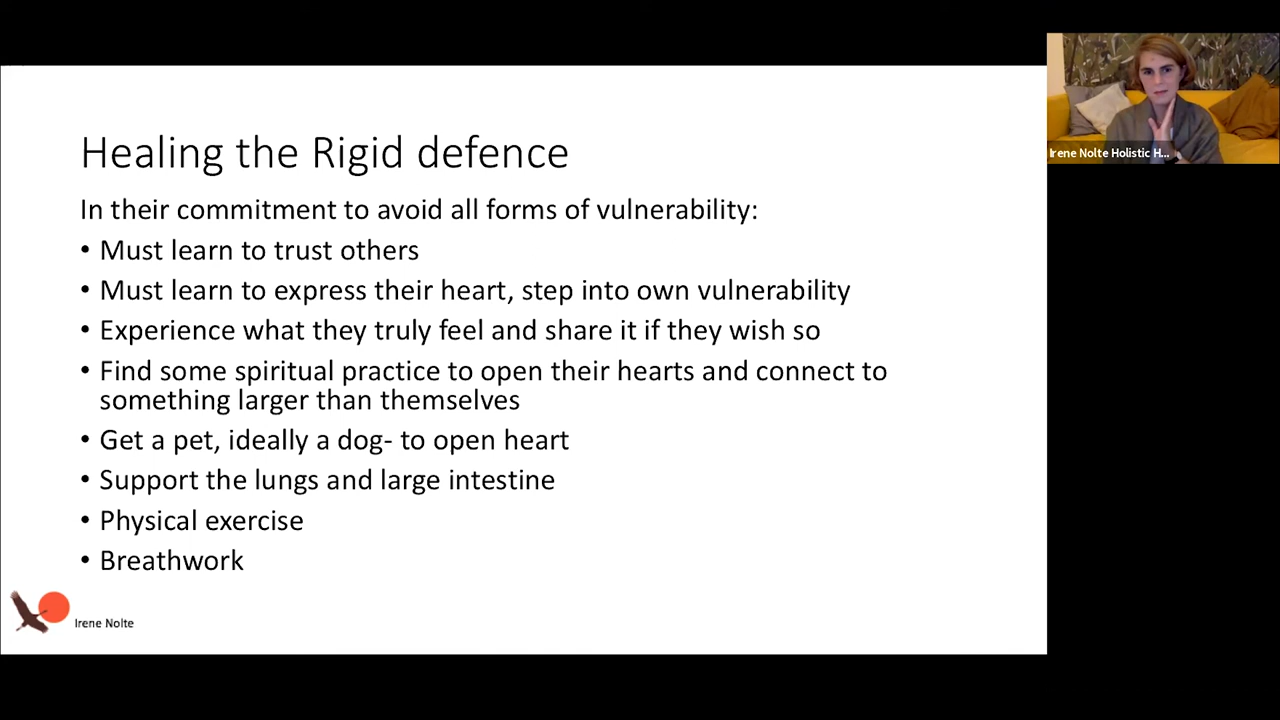 Healing the Rigid defence
In their commitment to avoid all forms of vulnerability:
• Must learn to trust others
• Must learn to express their heart, step into own vulnerability
• Experience what they truly feel and share it if they wish so
• Find some spiritual practice to open their hearts and connect to
something larger than themselves
• Get a pet, ideally a dog- to open heart
• Support the lungs and large intestine
• Physical exercise
• Breathwork
Irene Nolte
Irene Nolte Holistic H...